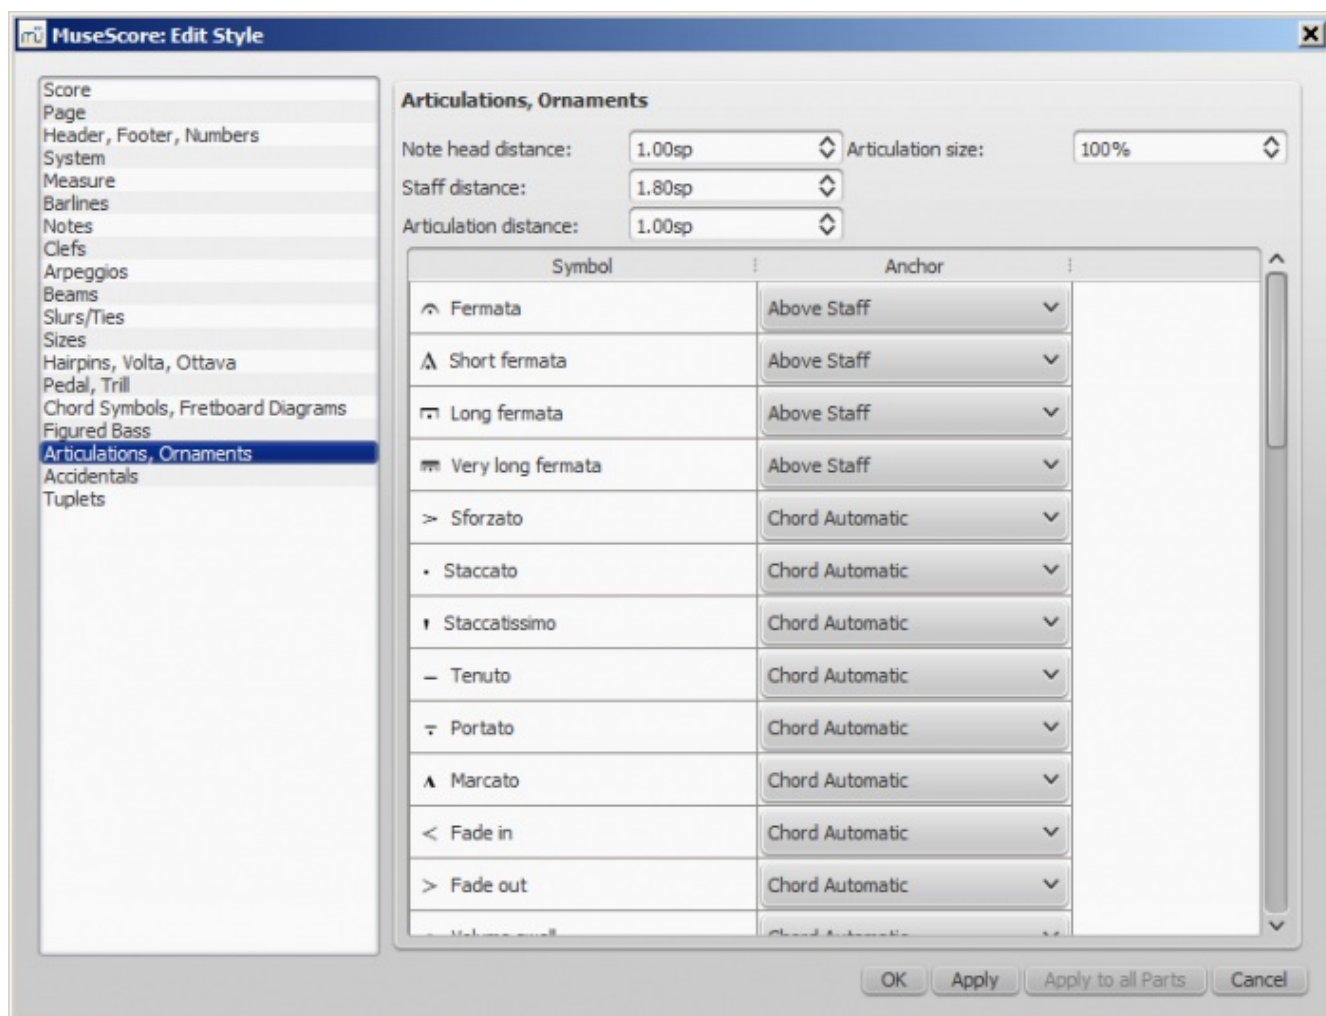 MuseScore: Edit Style
Score
Page
Header, Footer, Numbers
System
Measure
Barlines
Notes
Clefs
Arpeggios
Beams
Slurs/Ties
Sizes
Hairpins, Volta, Ottava
Pedal, Trill
Chord Symbols, Fretboard Diagrams
Figured Bass
Articulations, Ornaments
Accidentals
Tuplets
Articulations, Ornaments
Note head distance: 1.00sp Articulation size: 100%
Staff distance: 1.80sp
Articulation distance: 1.00sp
Symbol Anchor
Fermata Above Staff
Short fermata Above Staff
Long fermata Above Staff
Very long fermata Above Staff
Sforzato Chord Automatic
Staccato Chord Automatic
Staccatissimo Chord Automatic
Tenuto Chord Automatic
Portato Chord Automatic
Marcato Chord Automatic
Fade in Chord Automatic
Fade out Chord Automatic
Volume swell Chord Automatic
OK Apply Apply to all Parts Cancel